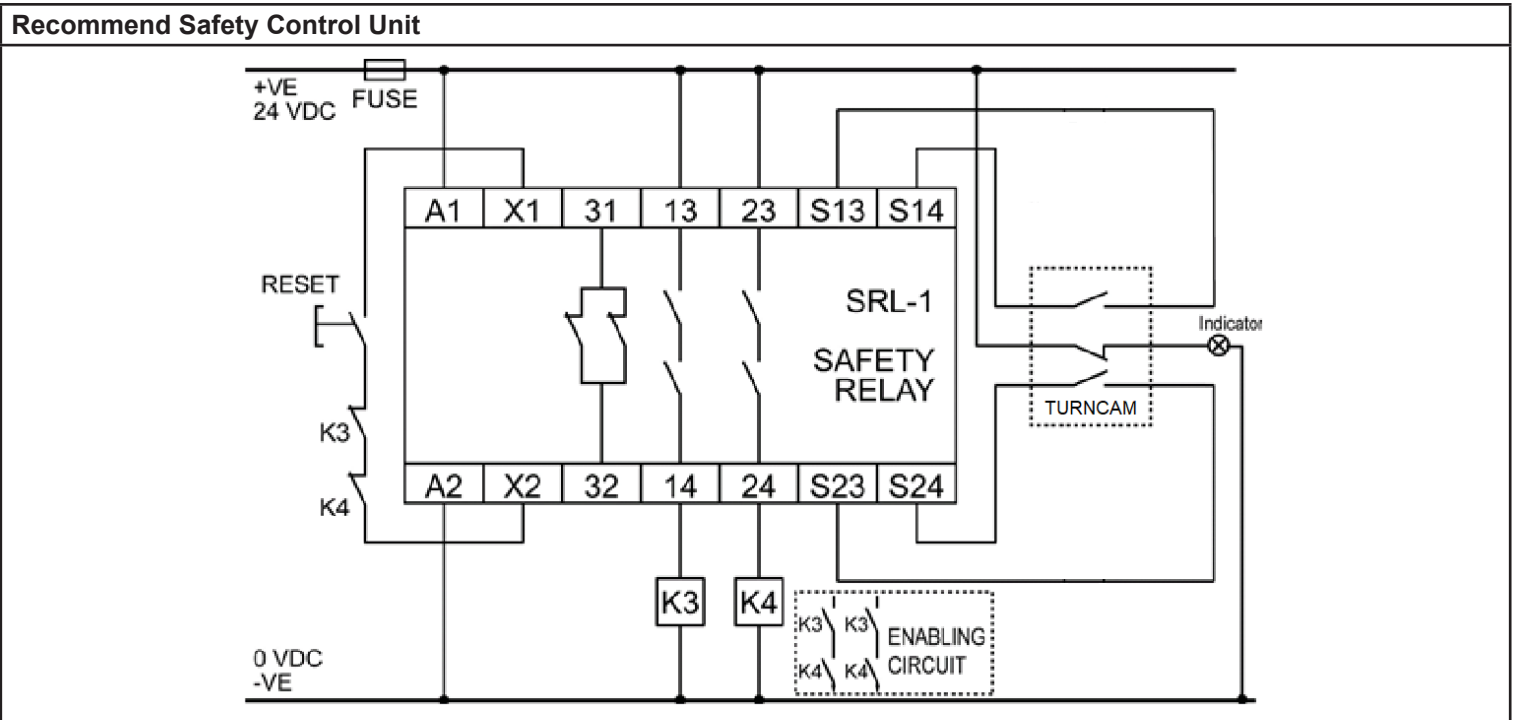 Recommend Safety Control Unit
+VE
24 VDC
FUSE
A1 X1 31 13 23 S13 S14
RESET
SRL-1
SAFETY
RELAY
Indicator
TURNCAM
K3
K4
A2 X2 32 14 24 S23 S24
K3 K4
K3 K3
K4 K4
ENABLING
CIRCUIT
0 VDC
-VE